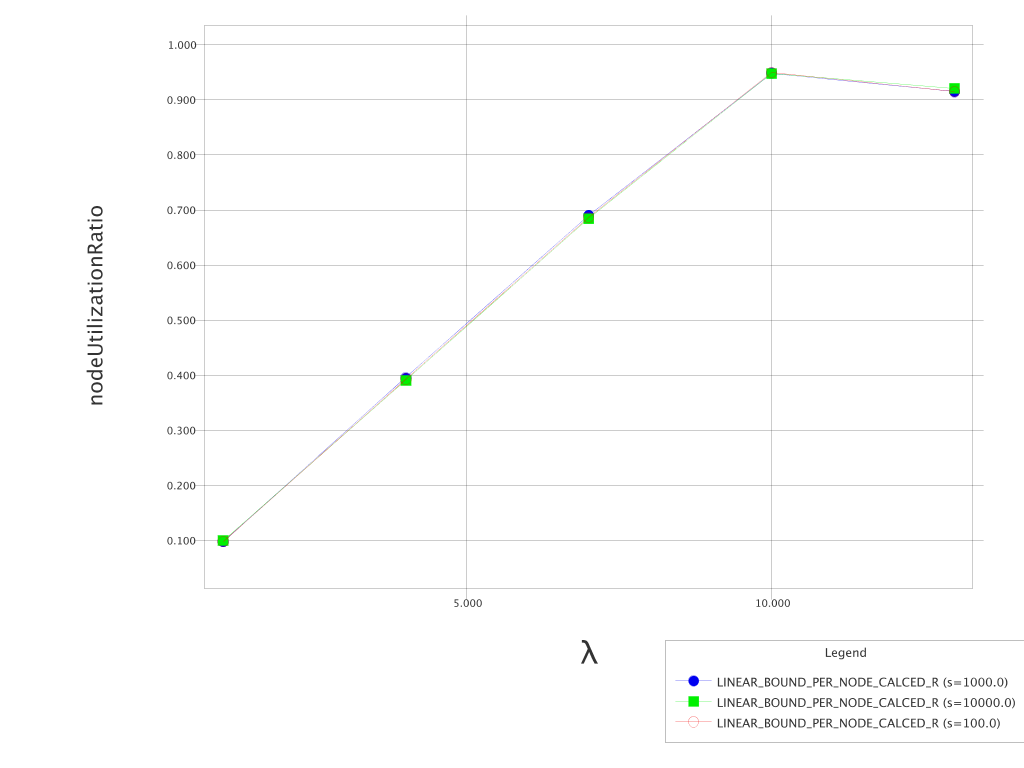 1.000
0.900
0.800
0.700
0.600
0.500
0.400
0.300
0.200
0.100
nodeUtilizationRatio
5.000
10.000
λ
Legend
LINEAR_BOUND_PER_NODE_CALCED_R (s=1000.0)
LINEAR_BOUND_PER_NODE_CALCED_R (s=10000.0)
LINEAR_BOUND_PER_NODE_CALCED_R (s=100.0)